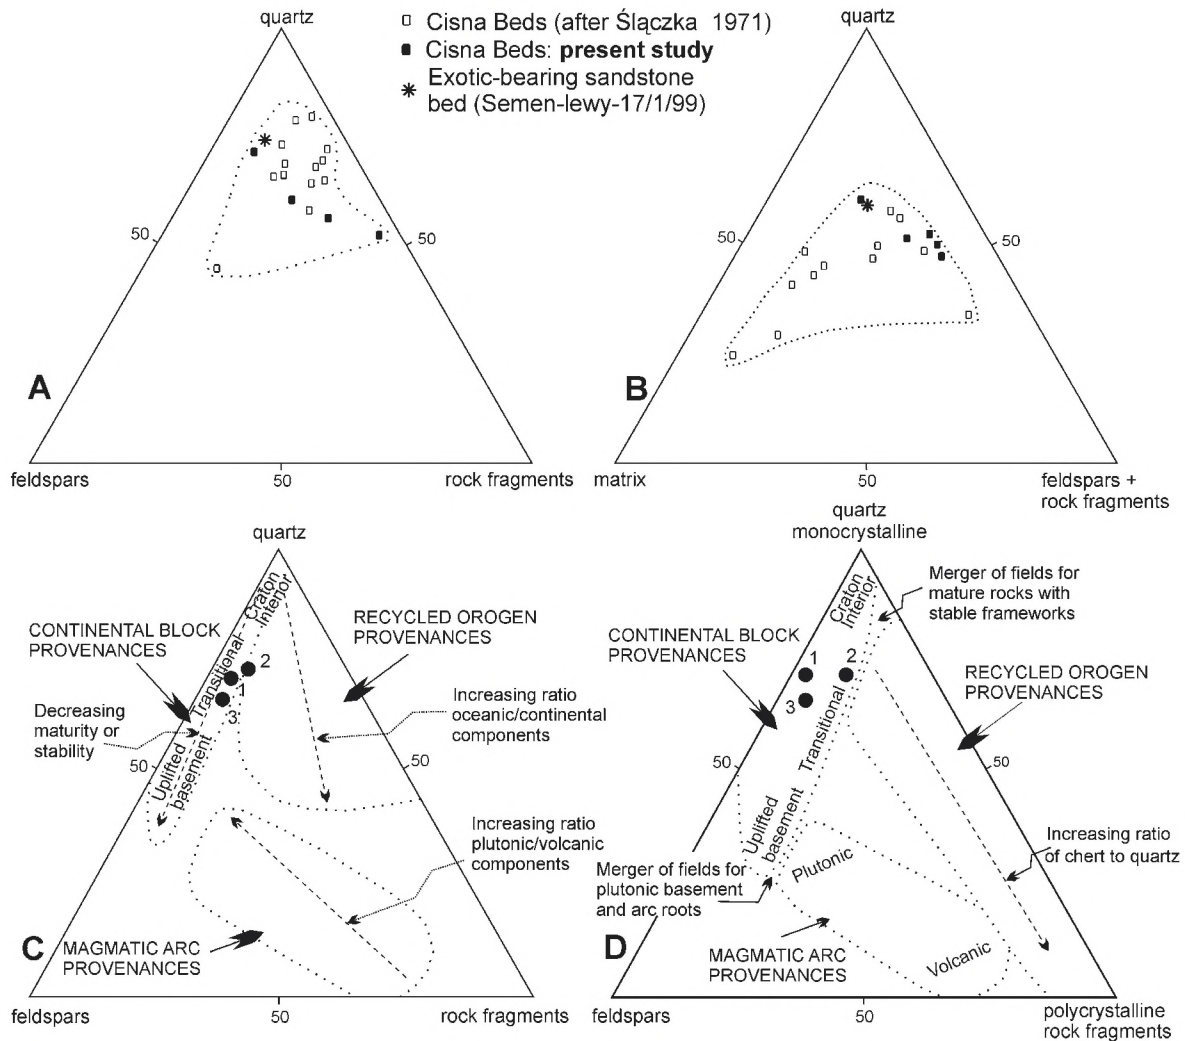 quartz
□ Cisna Beds (after Ślączka 1971)
■ Cisna Beds: present study
✳ Exotic-bearing sandstone
bed (Semen-lewy-17/1/99)
50
50
A
feldspars
50
rock fragments
quartz
50
50
B
matrix
50
feldspars +
rock fragments
quartz
Craton
Interior
Transitional
Uplifted
basement
CONTINENTAL BLOCK
PROVENANCES
RECYCLED OROGEN
PROVENANCES
2
1
3
Decreasing
maturity or
stability
Increasing ratio
oceanic/continental
components
50
50
Increasing ratio
plutonic/volcanic
components
C
MAGMATIC ARC
PROVENANCES
feldspars
50
rock fragments
quartz
monocrystalline
Craton
Interior
Merger of fields for
mature rocks with
stable frameworks
CONTINENTAL BLOCK
PROVENANCES
1
2
3
RECYCLED OROGEN
PROVENANCES
Transitional
50
50
Uplifted
basement
Increasing ratio
of chert to quartz
Merger of fields for
plutonic basement
and arc roots
Plutonic
D
MAGMATIC ARC
PROVENANCES
Volcanic
feldspars
50
polycrystalline
rock fragments